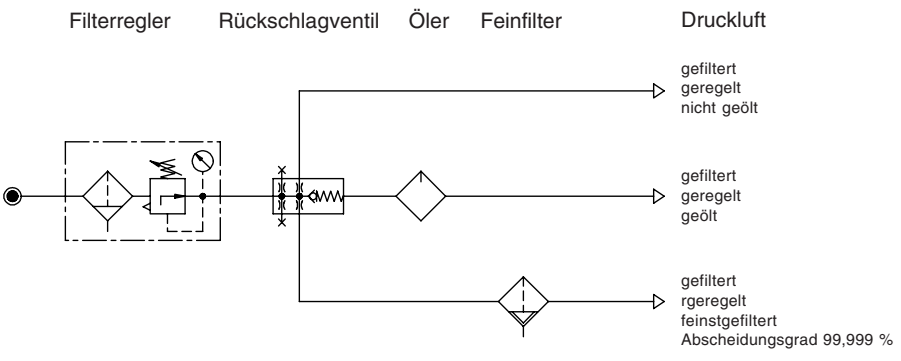 Filterregler Rückschlagventil Öler Feinfilter Druckluft
gefiltert
geregelt
nicht geölt
gefiltert
geregelt
geölt
gefiltert
rgeregelt
feinstgefiltert
Abscheidungsgrad 99,999 %